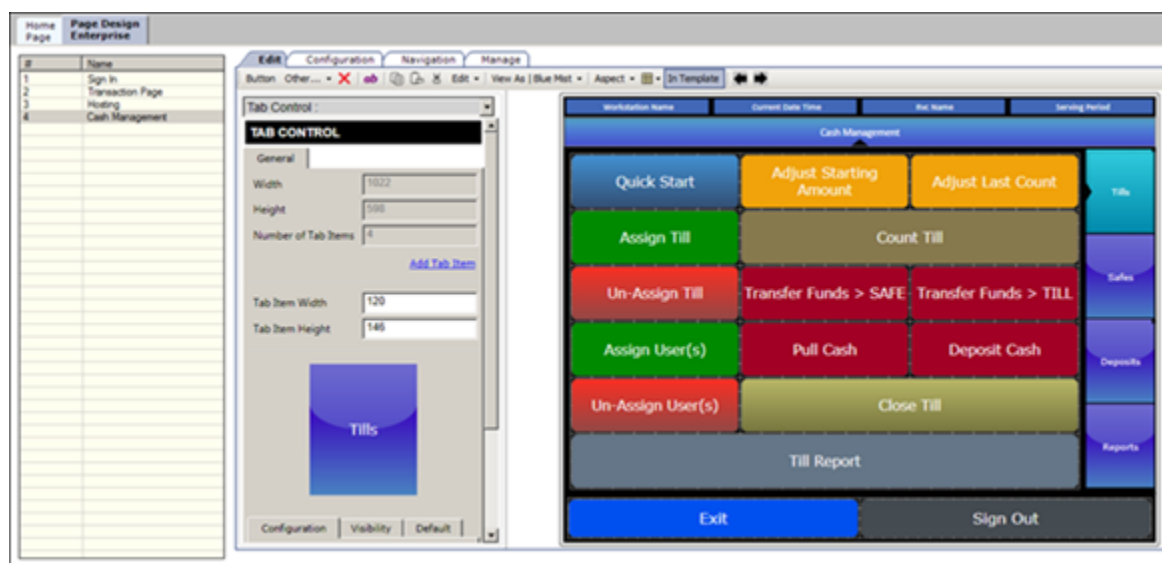 Home Page
Page Design Enterprise
# Name
1 Sign In
2 Transaction Page
3 Hosting
4 Cash Management
Edit Configuration Navigation Manage
Button Other... ab Edit View As | Blue Mist Aspect In Template
Tab Control :
TAB CONTROL
General
Width 1022
Height 598
Number of Tab Items 4
Add Tab Item
Tab Item Width 120
Tab Item Height 146
Tills
Configuration Visibility Default
Workstation Name Current Date Time Rvc Name Serving Period
Cash Management
Quick Start
Adjust Starting Amount
Adjust Last Count
Tills
Assign Till
Count Till
Safes
Un-Assign Till
Transfer Funds > SAFE
Transfer Funds > TILL
Assign User(s)
Pull Cash
Deposit Cash
Deposits
Un-Assign User(s)
Close Till
Reports
Till Report
Exit
Sign Out